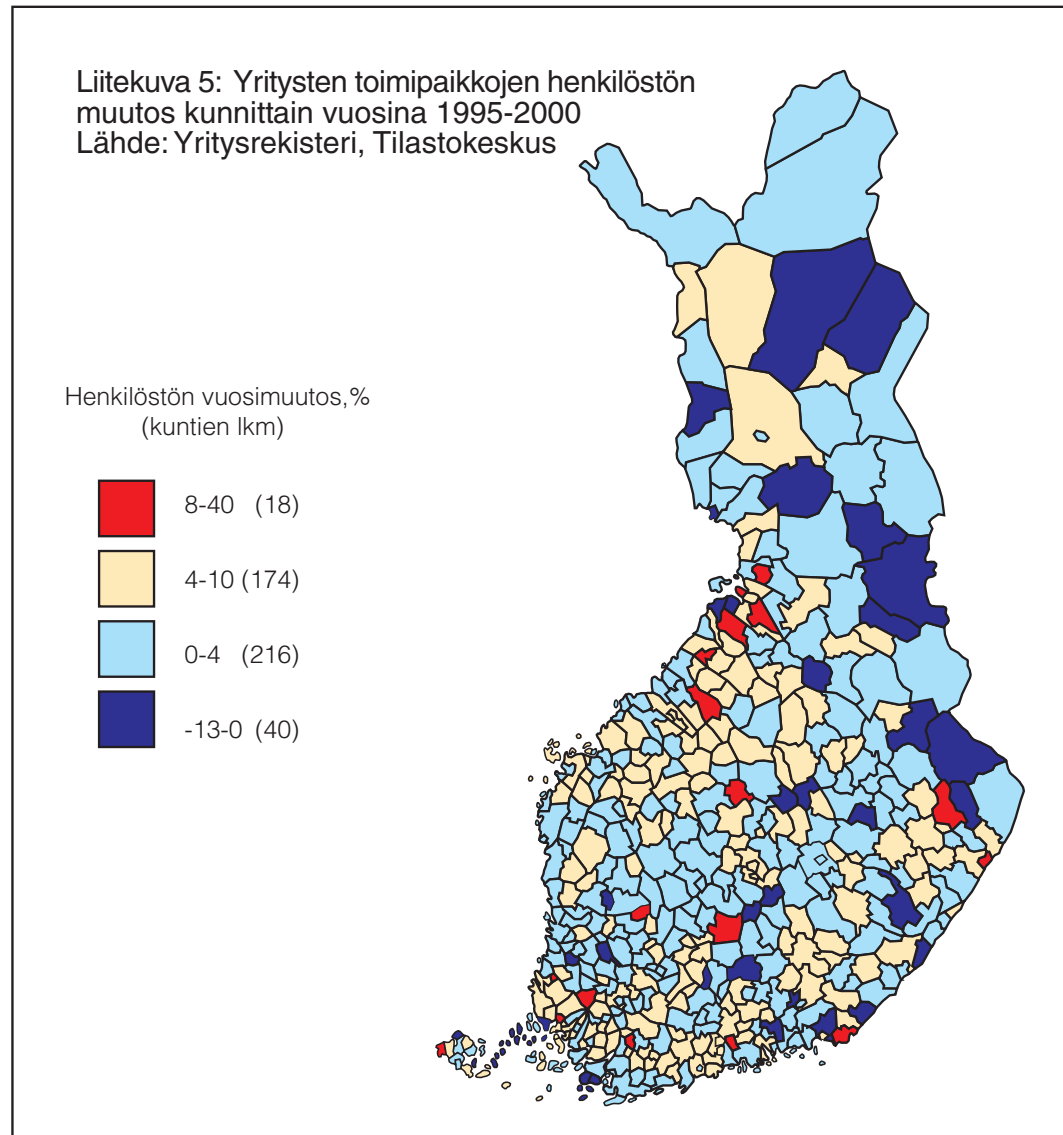 Liitekuva 5: Yritysten toimipaikkojen henkilöstön
muutos kunnittain vuosina 1995-2000
Lähde: Yritysrekisteri, Tilastokeskus
Henkilöstön vuosimuutos,%
(kuntien lkm)
8-40 (18)
4-10 (174)
0-4 (216)
-13-0 (40)